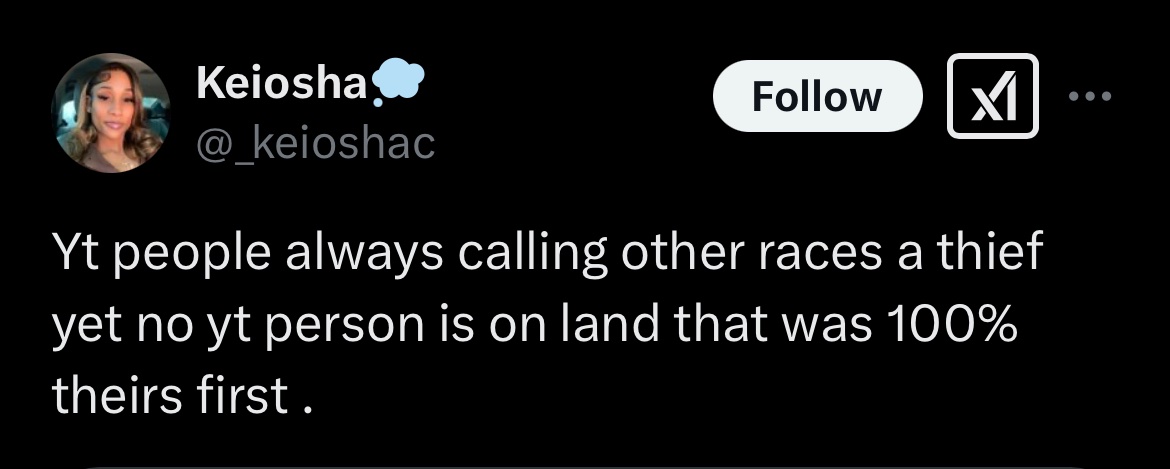 Keiosha
Follow
@_keioshac
Yt people always calling other races a thief
yet no yt person is on land that was 100%
theirs first .